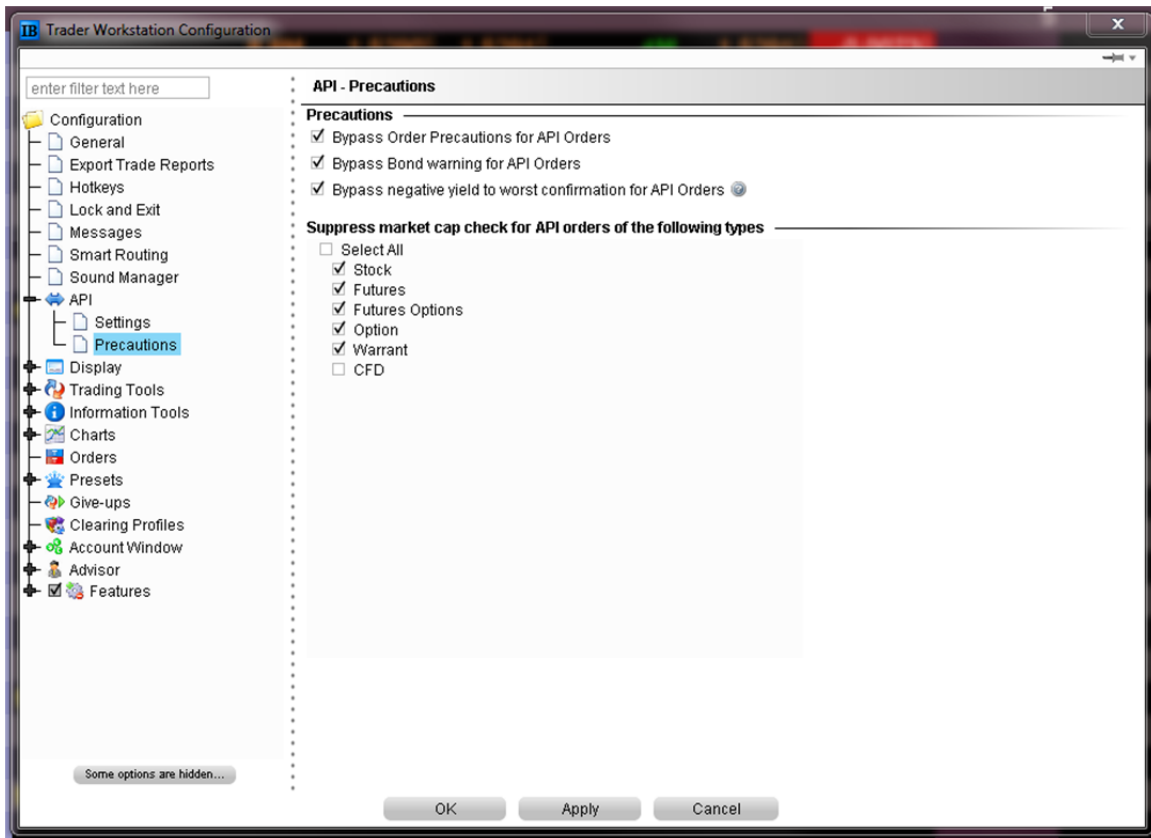 IB Trader Workstation Configuration
X
enter filter text here
Configuration
General
Export Trade Reports
Hotkeys
Lock and Exit
Messages
Smart Routing
Sound Manager
API
Settings
Precautions
Display
Trading Tools
Information Tools
Charts
Orders
Presets
Give-ups
Clearing Profiles
Account Window
Advisor
Features
Some options are hidden...
API - Precautions
Precautions
Bypass Order Precautions for API Orders
Bypass Bond warning for API Orders
Bypass negative yield to worst confirmation for API Orders ?
Suppress market cap check for API orders of the following types
Select All
Stock
Futures
Futures Options
Option
Warrant
CFD
OK Apply Cancel